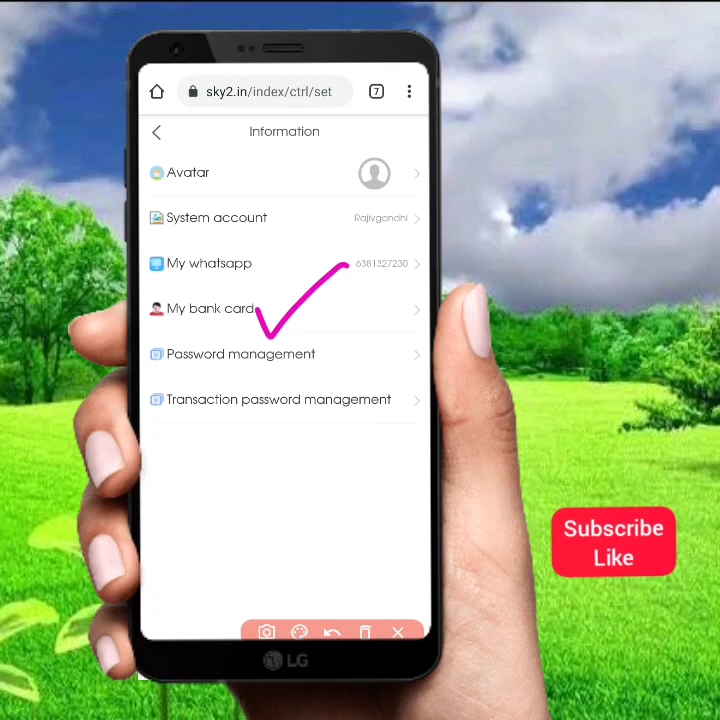 sky2.in/index/ctrl/set
7
Information
Avatar
System account Rajivgandhi
My whatsapp 6381327230
My bank card
Password management
Transaction password management
Subscribe
Like
LG